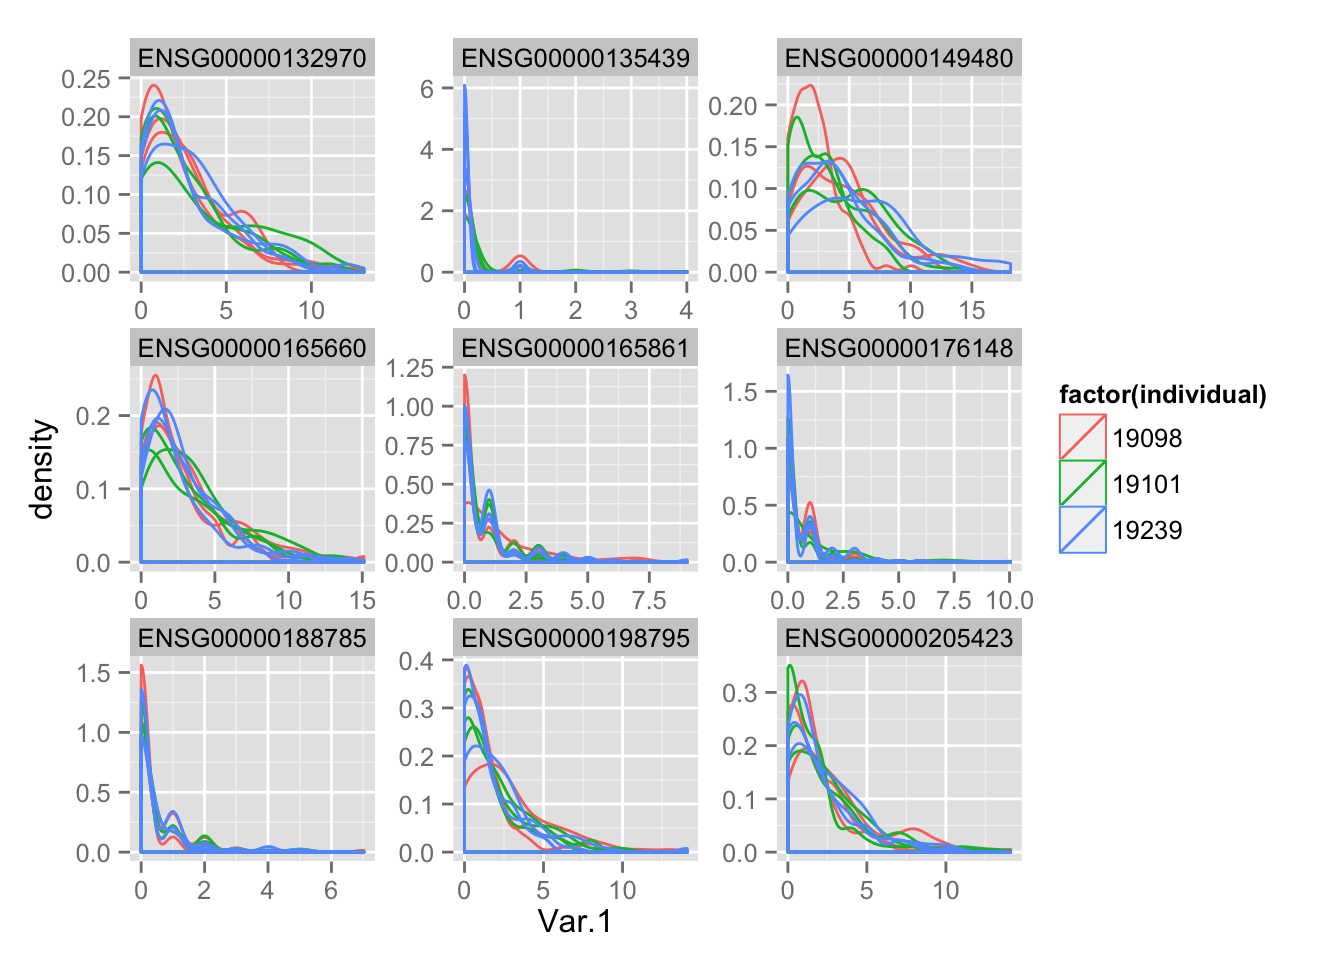 ENSG00000132970 ENSG00000135439 ENSG00000149480
0.25
0.20
0.15
0.10
0.05
0.00
0 5 10
6
4
2
0
0 1 2 3 4
0.20
0.15
0.10
0.05
0.00
0 5 10 15
ENSG00000165660 ENSG00000165861 ENSG00000176148
0.2
0.1
0.0
0 5 10 15
1.25
1.00
0.75
0.50
0.25
0.00
0.0 2.5 5.0 7.5
1.5
1.0
0.5
0.0
0.0 2.5 5.0 7.5 10.0
ENSG00000188785 ENSG00000198795 ENSG00000205423
1.5
1.0
0.5
0.0
0 2 4 6
0.4
0.3
0.2
0.1
0.0
0 5 10
0.3
0.2
0.1
0.0
0 5 10
density
Var.1
factor(individual)
19098
19101
19239